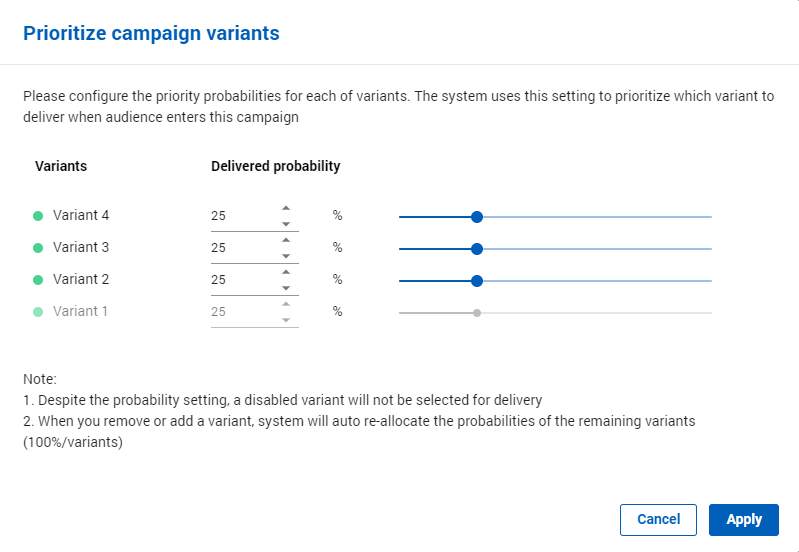 Prioritize campaign variants
Please configure the priority probabilities for each of variants. The system uses this setting to prioritize which variant to
deliver when audience enters this campaign
Variants Delivered probability
Variant 4 25 %
Variant 3 25 %
Variant 2 25 %
Variant 1 25 %
Note:
1. Despite the probability setting, a disabled variant will not be selected for delivery
2. When you remove or add a variant, system will auto re-allocate the probabilities of the remaining variants
(100%/variants)
Cancel Apply